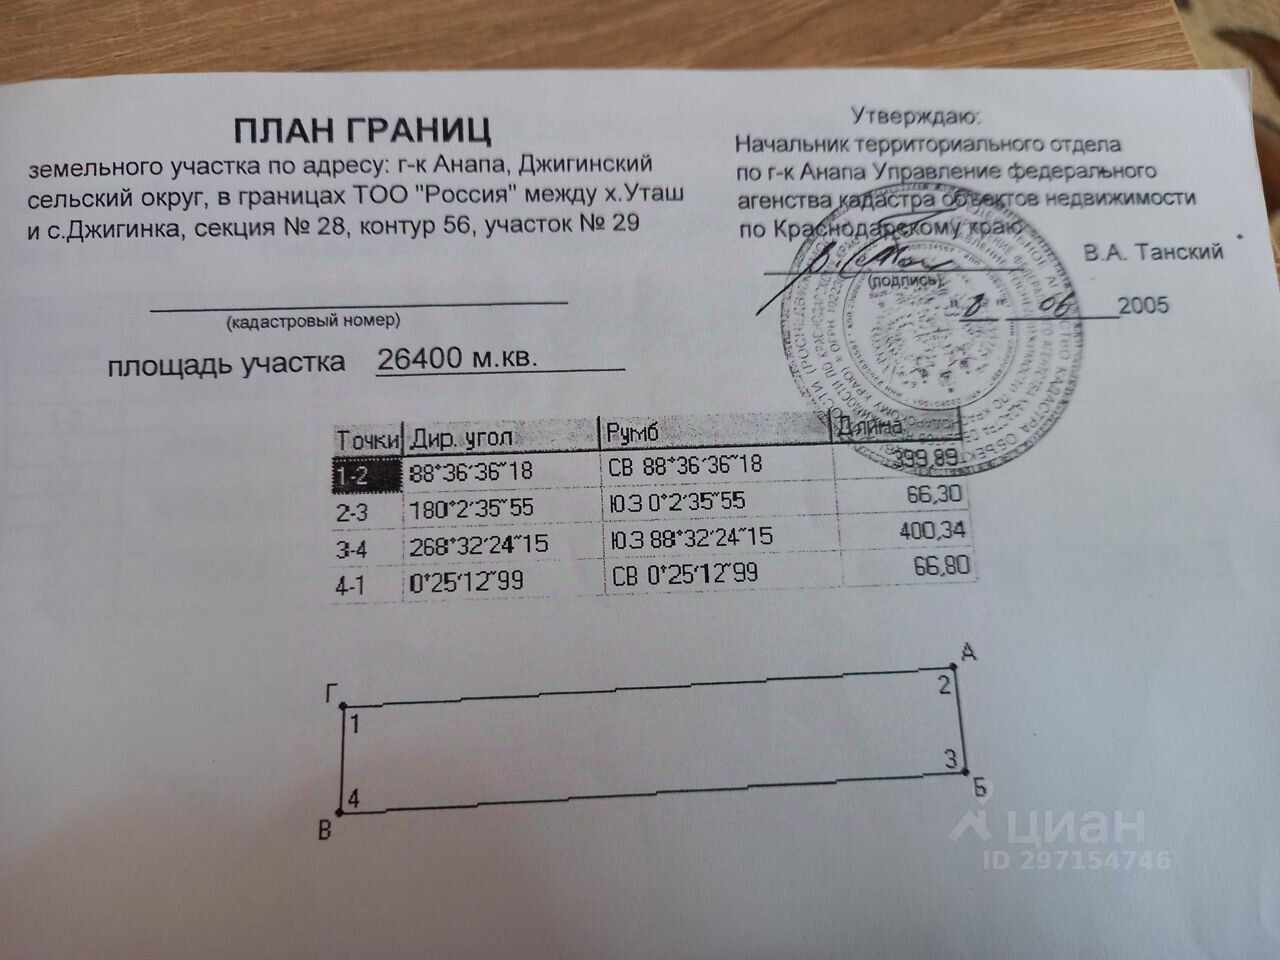 ПЛАН ГРАНИЦ
земельного участка по адресу: г-к Анапа, Джигинский
сельский округ, в границах ТОО "Россия" между х.Уташ
и с.Джигинка, секция № 28, контур 56, участок № 29
(кадастровый номер)
площадь участка 26400 м.кв.
Утверждаю:
Начальник территориального отдела
по г-к Анапа Управление федерального
агенства кадастра объектов недвижимости
по Краснодарскому краю
В.А. Танский
(подпись)
"8" 06 2005
Точки Дир. угол Румб Длина
1-2 88°36'36"18 СВ 88°36'36"18 399,89
2-3 180°2'35"55 ЮЗ 0°2'35"55 66,30
3-4 268°32'24"15 ЮЗ 88°32'24"15 400,34
4-1 0°25'12"99 СВ 0°25'12"99 66,80
Г А
1 2
4 3
В Б
циан
ID 297154746